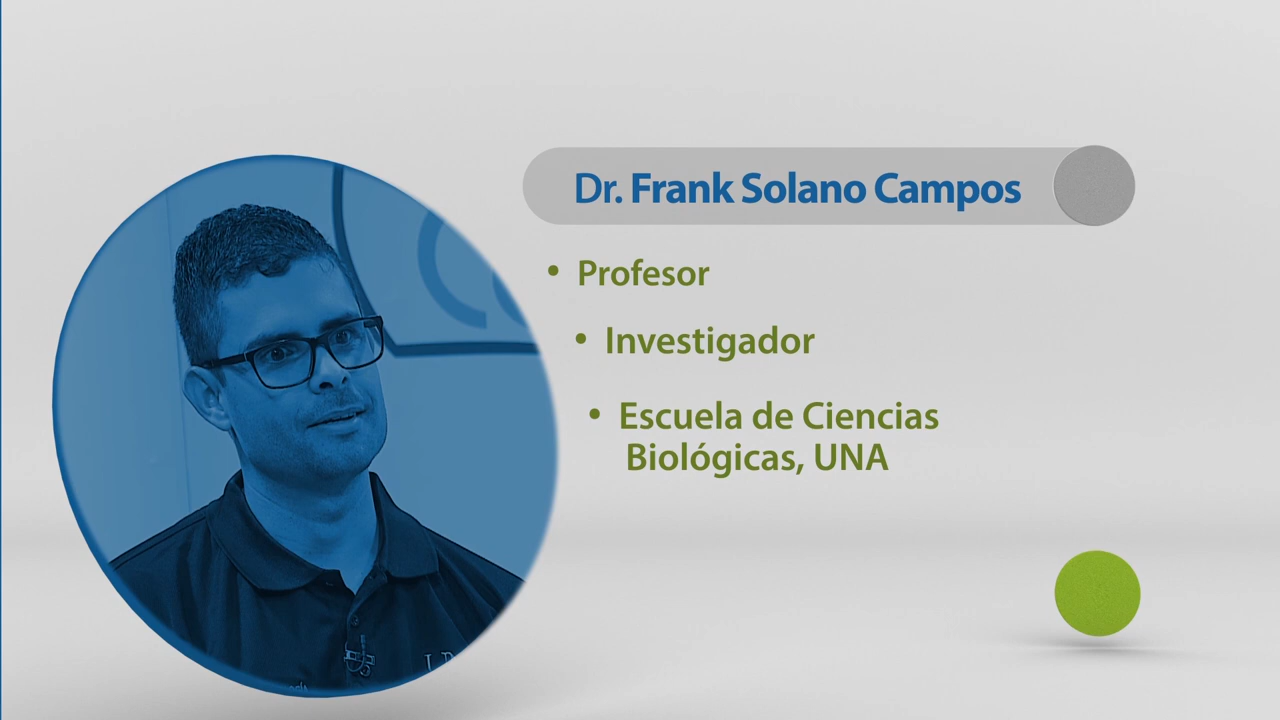 Dr. Frank Solano Campos
• Profesor
• Investigador
• Escuela de Ciencias
Biológicas, UNA